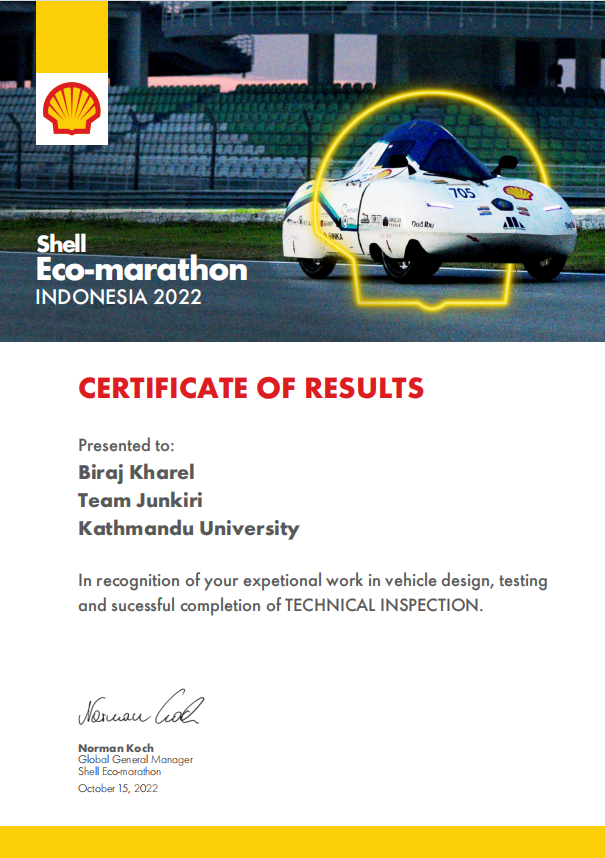 Shell
Eco-marathon
INDONESIA 2022
705
CERTIFICATE OF RESULTS
Presented to:
Biraj Kharel
Team Junkiri
Kathmandu University
In recognition of your expetional work in vehicle design, testing
and sucessful completion of TECHNICAL INSPECTION.
Norman Koch
Norman Koch
Global General Manager
Shell Eco-marathon
October 15, 2022